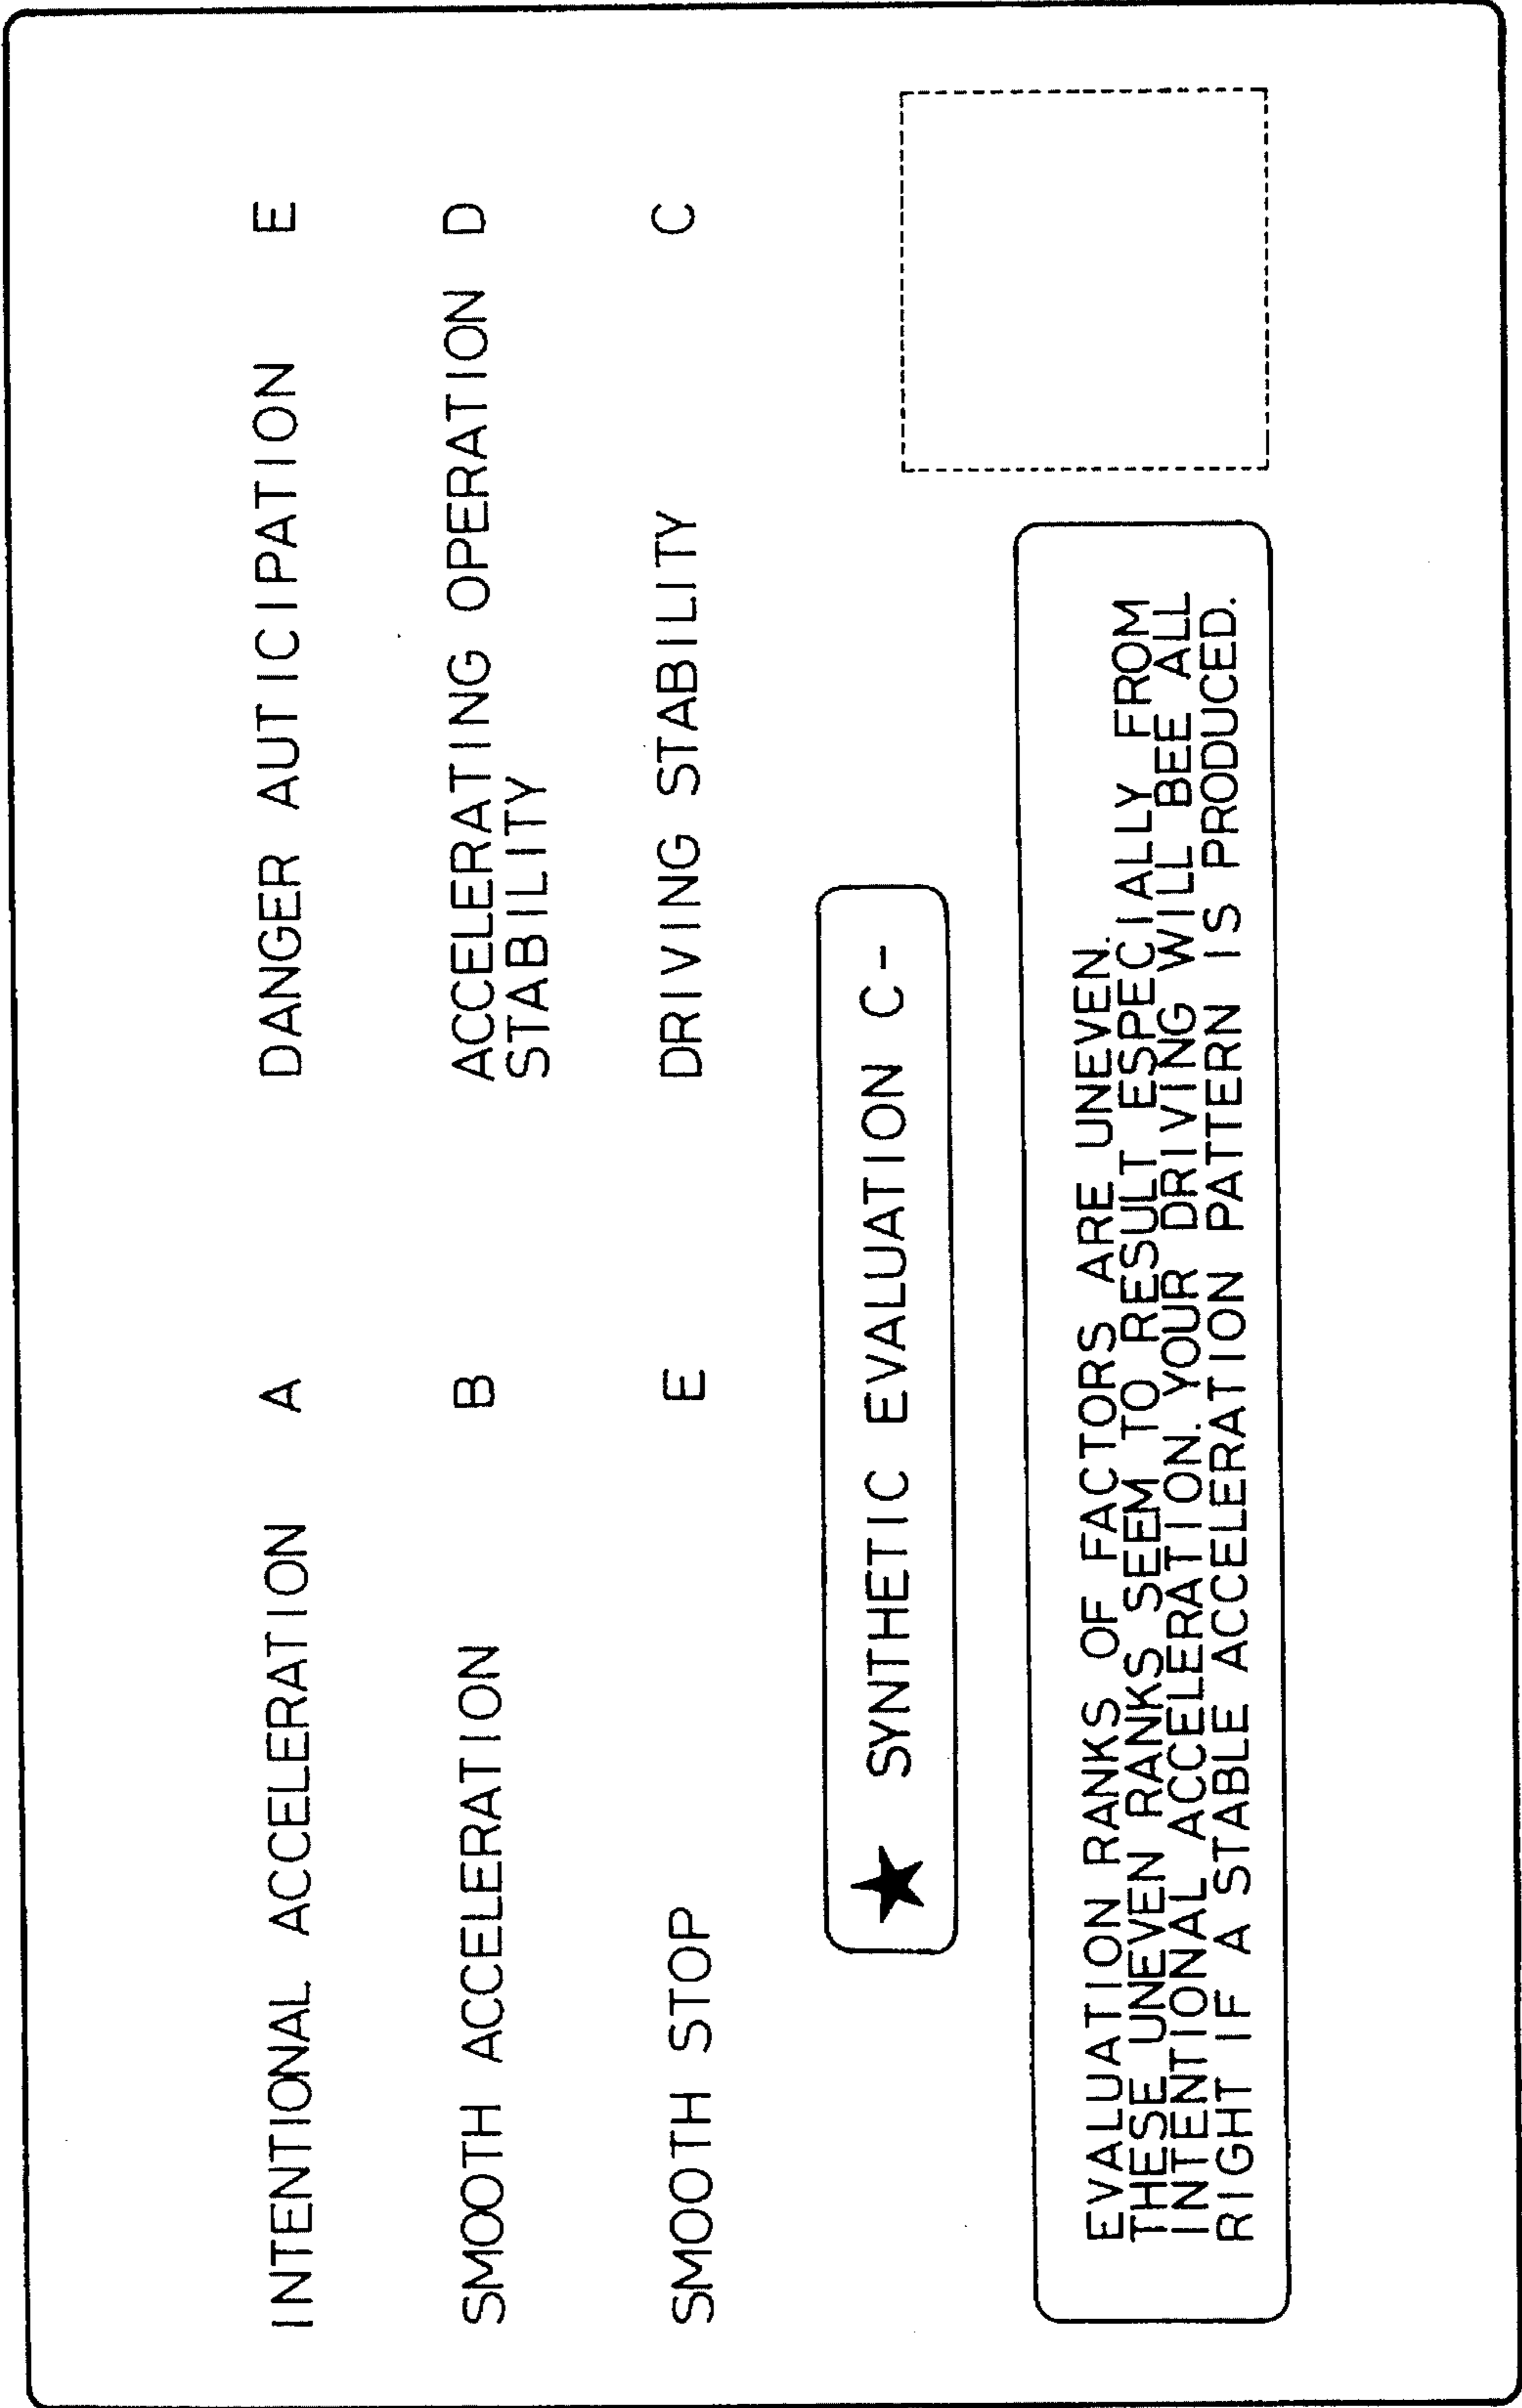 INTENTIONAL ACCELERATION A
DANGER AUTICIPATION E
SMOOTH ACCELERATION B
ACCELERATING OPERATION D
STABILITY
SMOOTH STOP E
DRIVING STABILITY C
★ SYNTHETIC EVALUATION C-
EVALUATION RANKS OF FACTORS ARE UNEVEN.
THESE UNEVEN RANKS SEEM TO RESULT ESPECIALLY FROM
INTENTIONAL ACCELERATION. YOUR DRIVING WILL BEE ALL
RIGHT IF A STABLE ACCELERATION PATTERN IS PRODUCED.